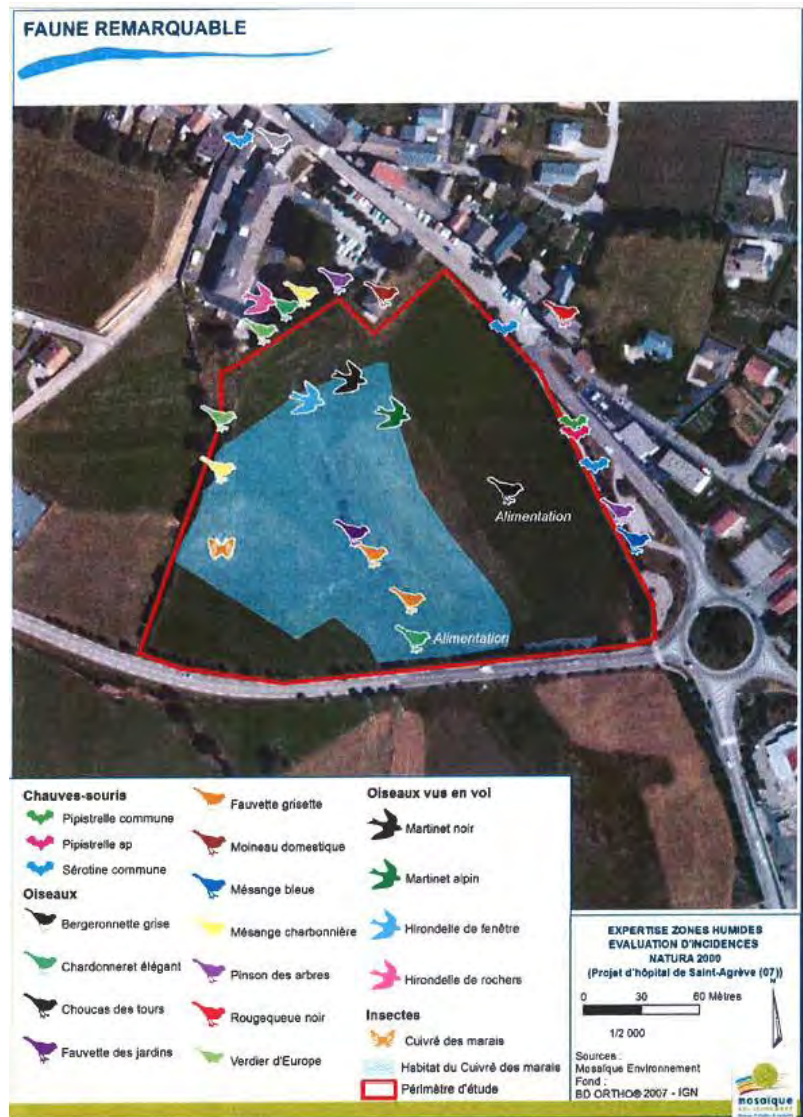 FAUNE REMARQUABLE
Alimentation
Alimentation
Chauves-souris
Pipistrelle commune
Pipistrelle sp
Sérotine commune
Oiseaux
Bergeronnette grise
Chardonneret élégant
Choucas des tours
Fauvette des jardins
Fauvette grisette
Moineau domestique
Mésange bleue
Mésange charbonnière
Pinson des arbres
Rougequeue noir
Verdier d'Europe
Oiseaux vus en vol
Martinet noir
Martinet alpin
Hirondelle de fenêtre
Hirondelle de rochers
Insectes
Cuivré des marais
Habitat du Cuivré des marais
Périmètre d'étude
EXPERTISE ZONES HUMIDES
EVALUATION D'INCIDENCES
NATURA 2000
(Projet d'hôpital de Saint-Agrève (07))
N
0 30 60 Mètres
1/2 000
Sources :
Mosaïque Environnement
Fond :
BD ORTHO® 2007 - IGN
mosaïque